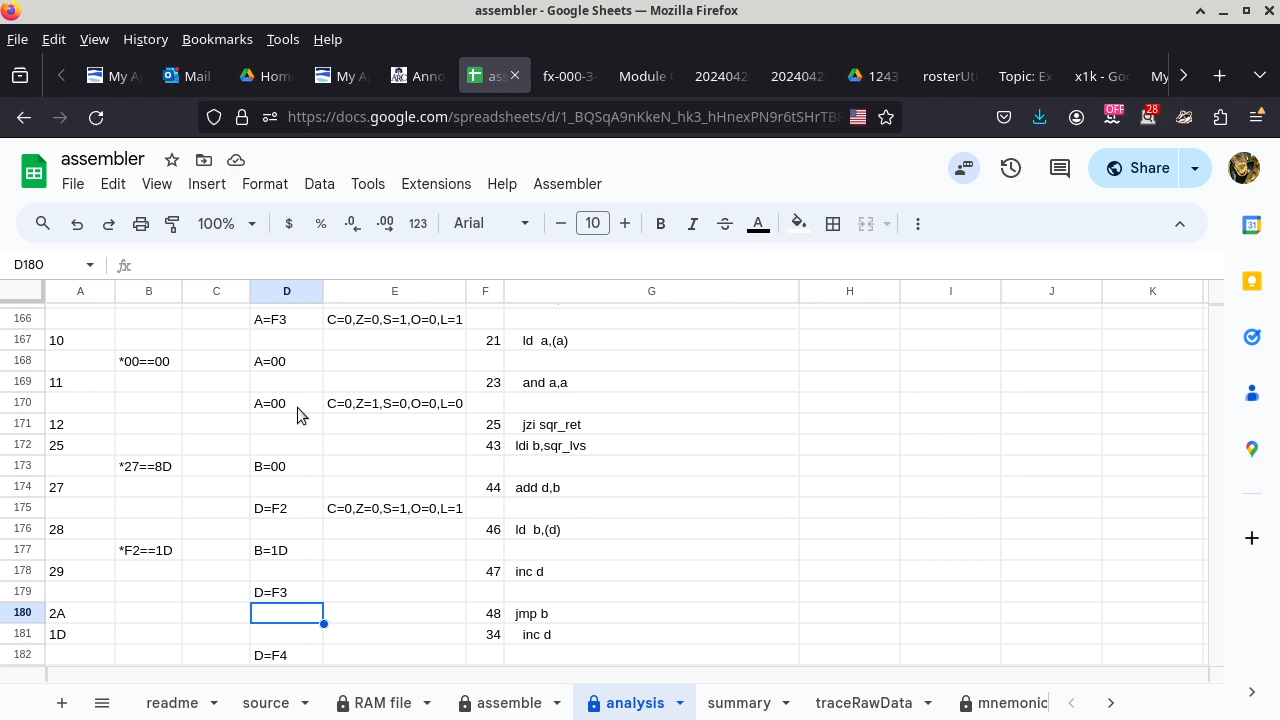 assembler - Google Sheets — Mozilla Firefox
File Edit View History Bookmarks Tools Help
My A Mail - Hom My A Anno as fx-000-3- Module 2024042 2024042 1243 rosterUt Topic: Ex x1k - Go My
https://docs.google.com/spreadsheets/d/1_BQSqA9nKkeN_hk3_hHnexPN9r6tSHrTB OFF 28
assembler
File Edit View Insert Format Data Tools Extensions Help Assembler
Share
100% $ % .0 .00 123 Arial 10 B I A
D180 fx
A B C D E F G H I J K
166 A=F3 C=0,Z=0,S=1,O=0,L=1
167 10 21 ld a,(a)
168 *00==00 A=00
169 11 23 and a,a
170 A=00 C=0,Z=1,S=0,O=0,L=0
171 12 25 jzi sqr_ret
172 25 43 ldi b,sqr_lvs
173 *27==8D B=00
174 27 44 add d,b
175 D=F2 C=0,Z=0,S=1,O=0,L=1
176 28 46 ld b,(d)
177 *F2==1D B=1D
178 29 47 inc d
179 D=F3
180 2A 48 jmp b
181 1D 34 inc d
182 D=F4
31
readme source RAM file assemble analysis summary traceRawData mnemonic